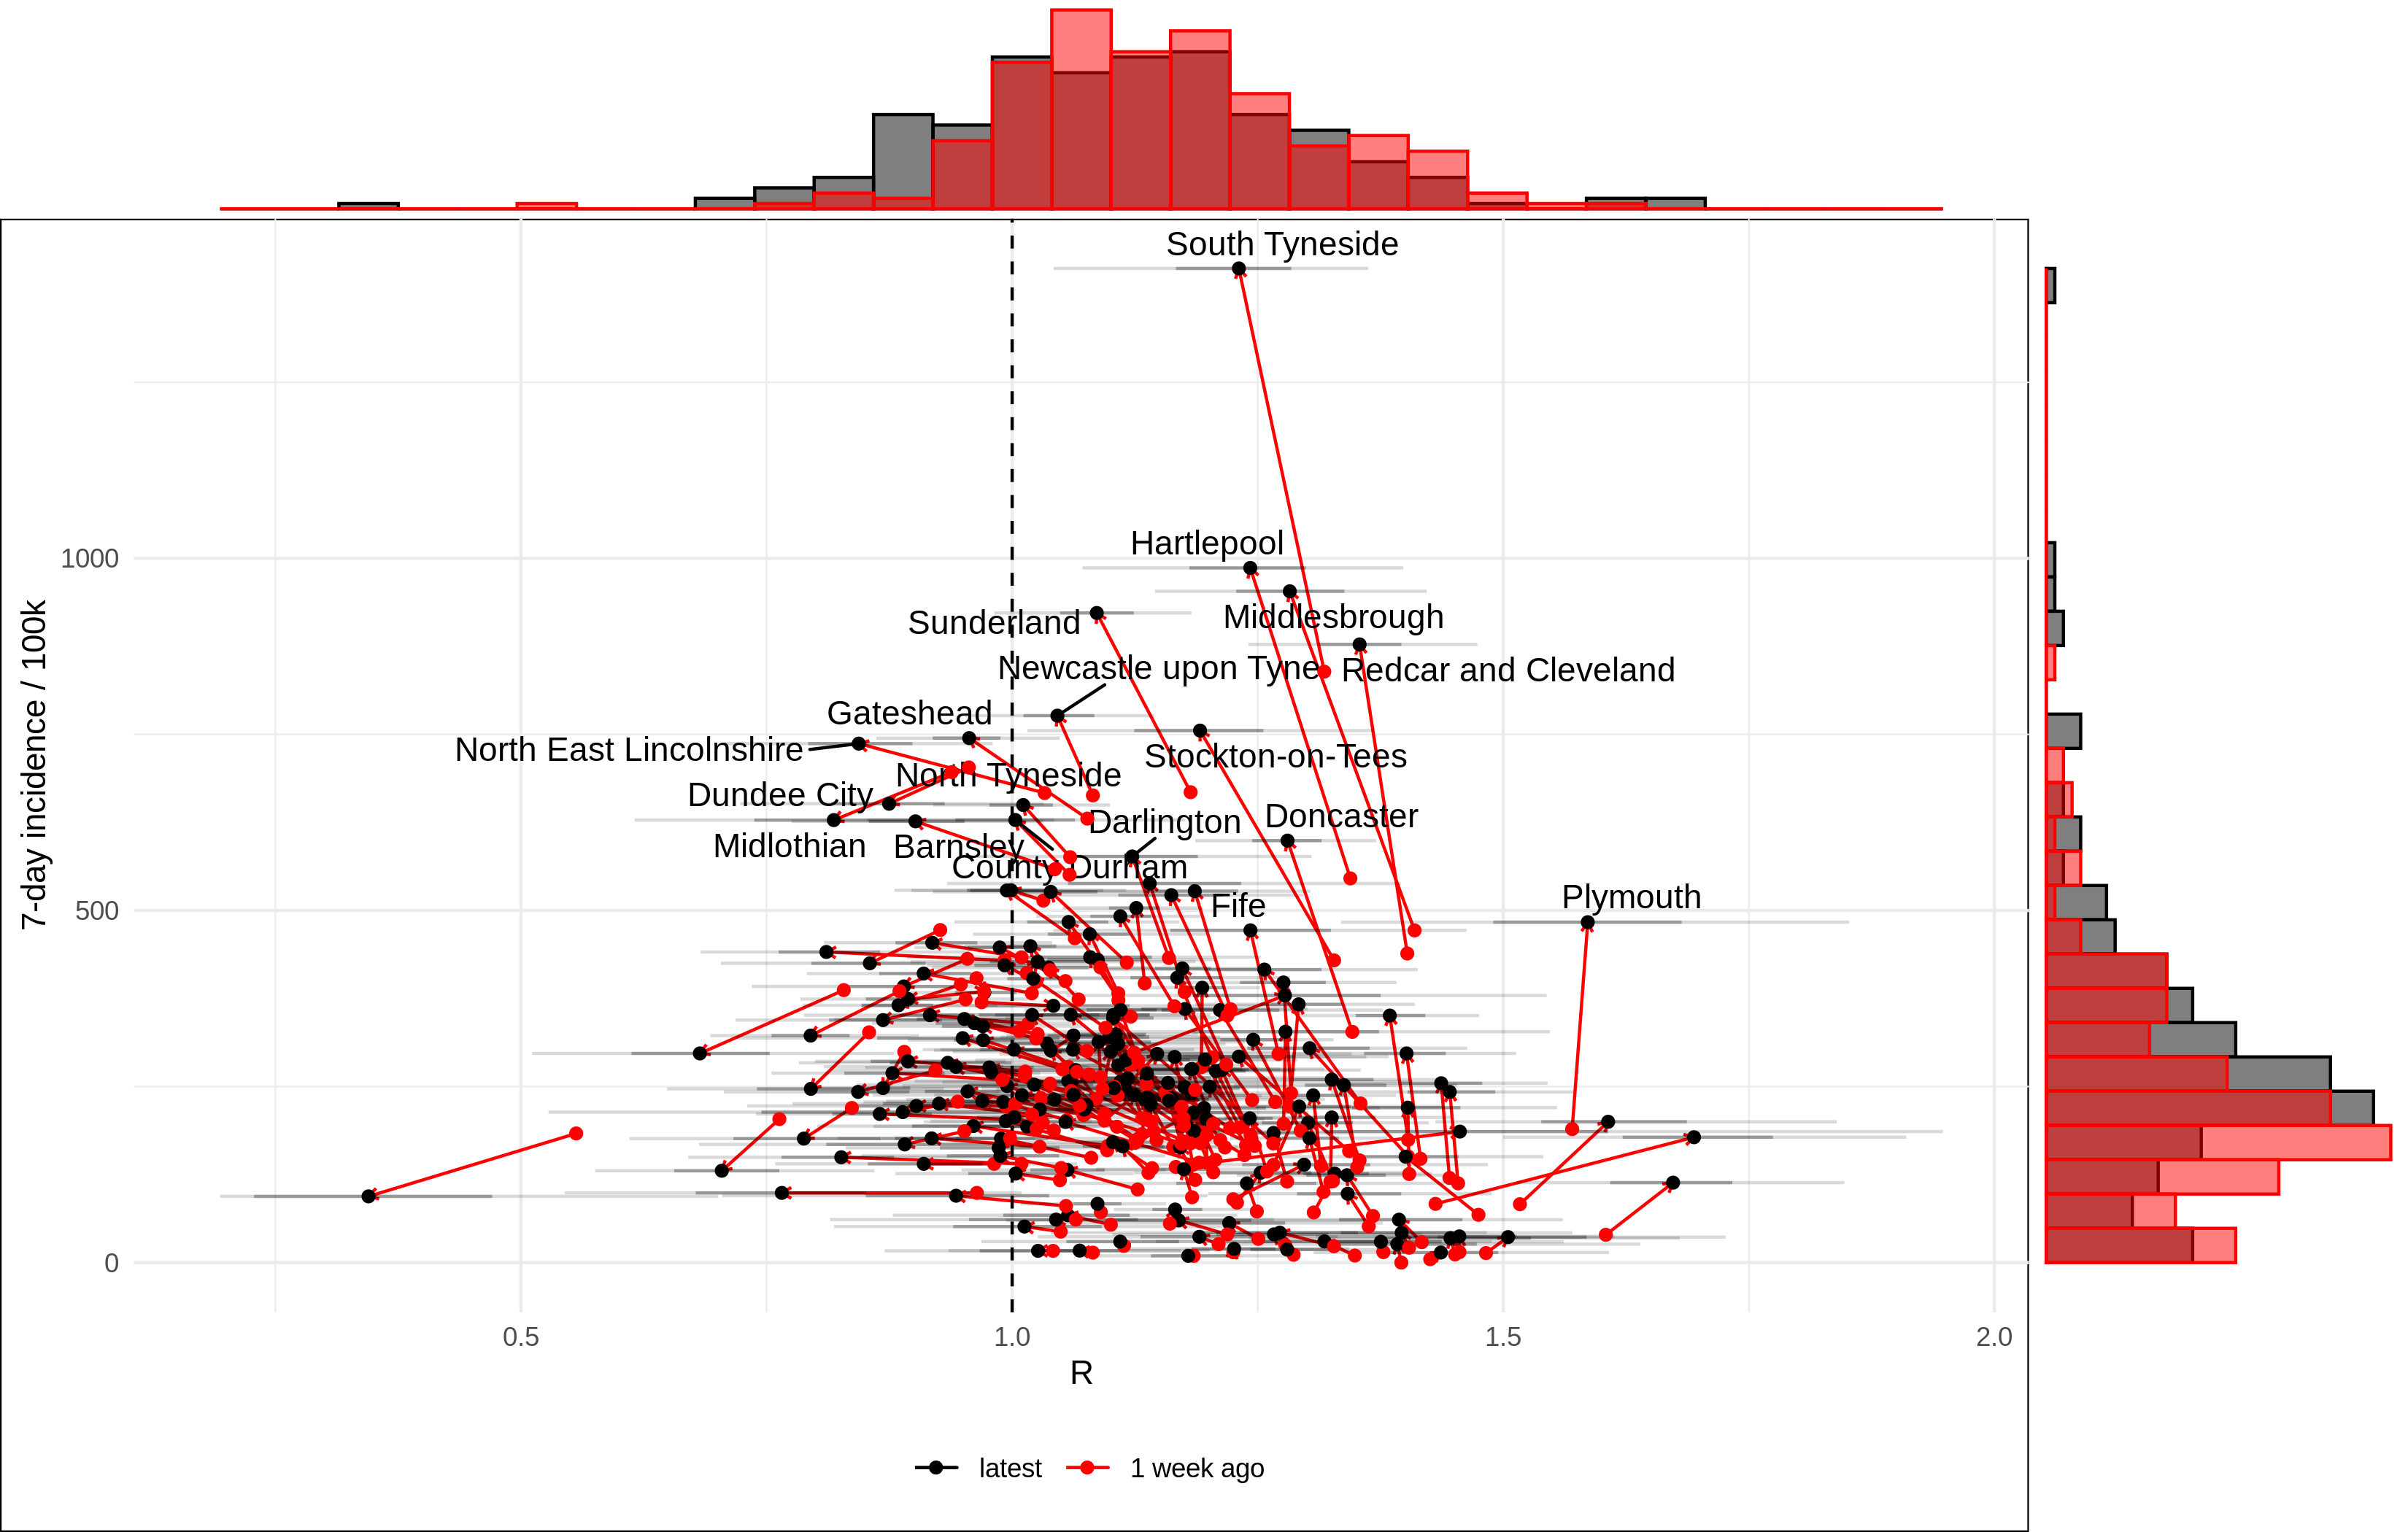 South Tyneside
1000
Hartlepool
Middlesbrough
Sunderland
Newcastle upon Tyne
Redcar and Cleveland
Gateshead
North East Lincolnshire
Stockton-on-Tees
North Tyneside
Dundee City
Darlington
Doncaster
Midlothian
Barnsley
County Durham
Fife
Plymouth
500
0
7-day incidence / 100k
0.5
1.0
1.5
2.0
R
latest
1 week ago